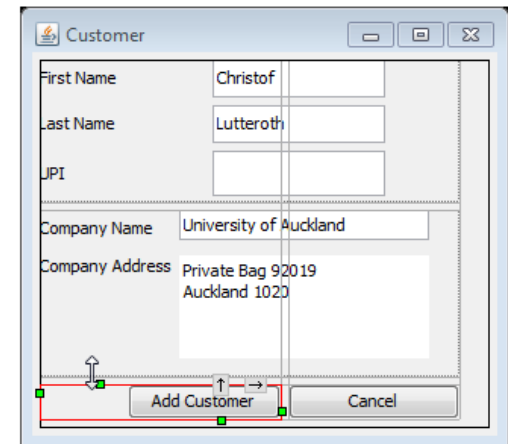 Customer
First Name Christof
Last Name Lutteroth
UPI
Company Name University of Auckland
Company Address Private Bag 92019
Auckland 1020
Add Customer Cancel